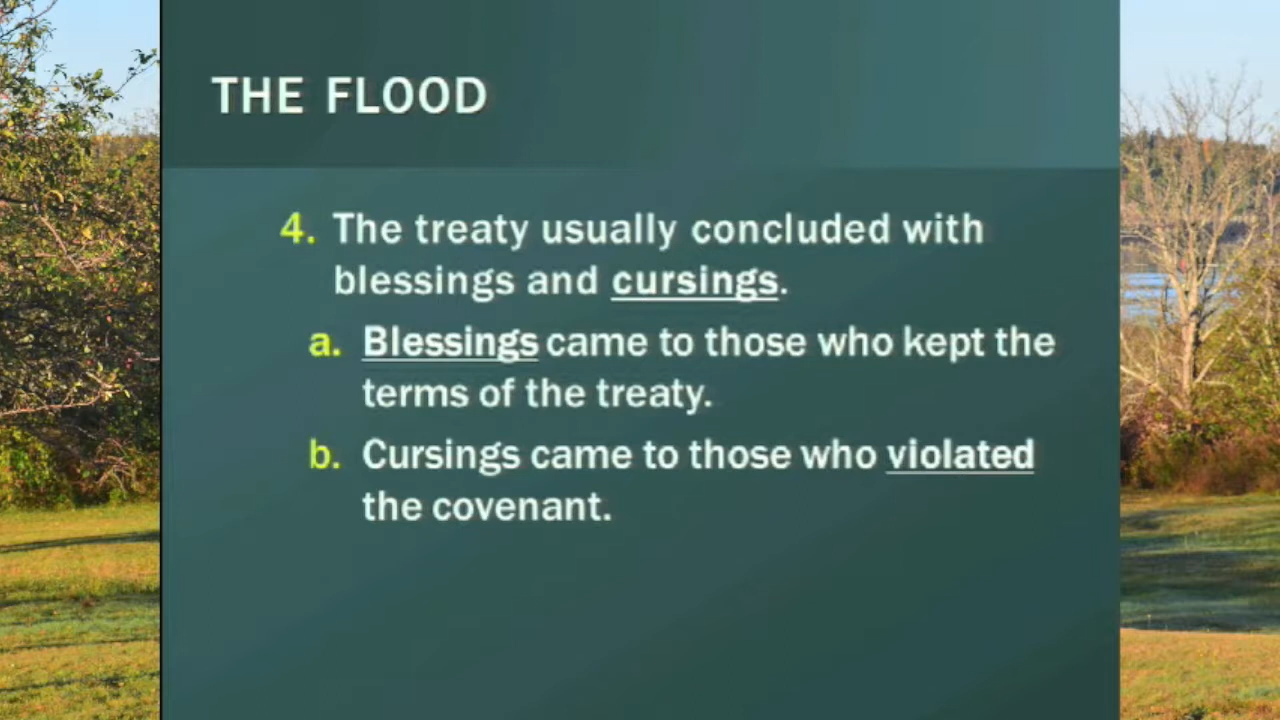 THE FLOOD
4. The treaty usually concluded with
blessings and cursings.
a. Blessings came to those who kept the
terms of the treaty.
b. Cursings came to those who violated
the covenant.